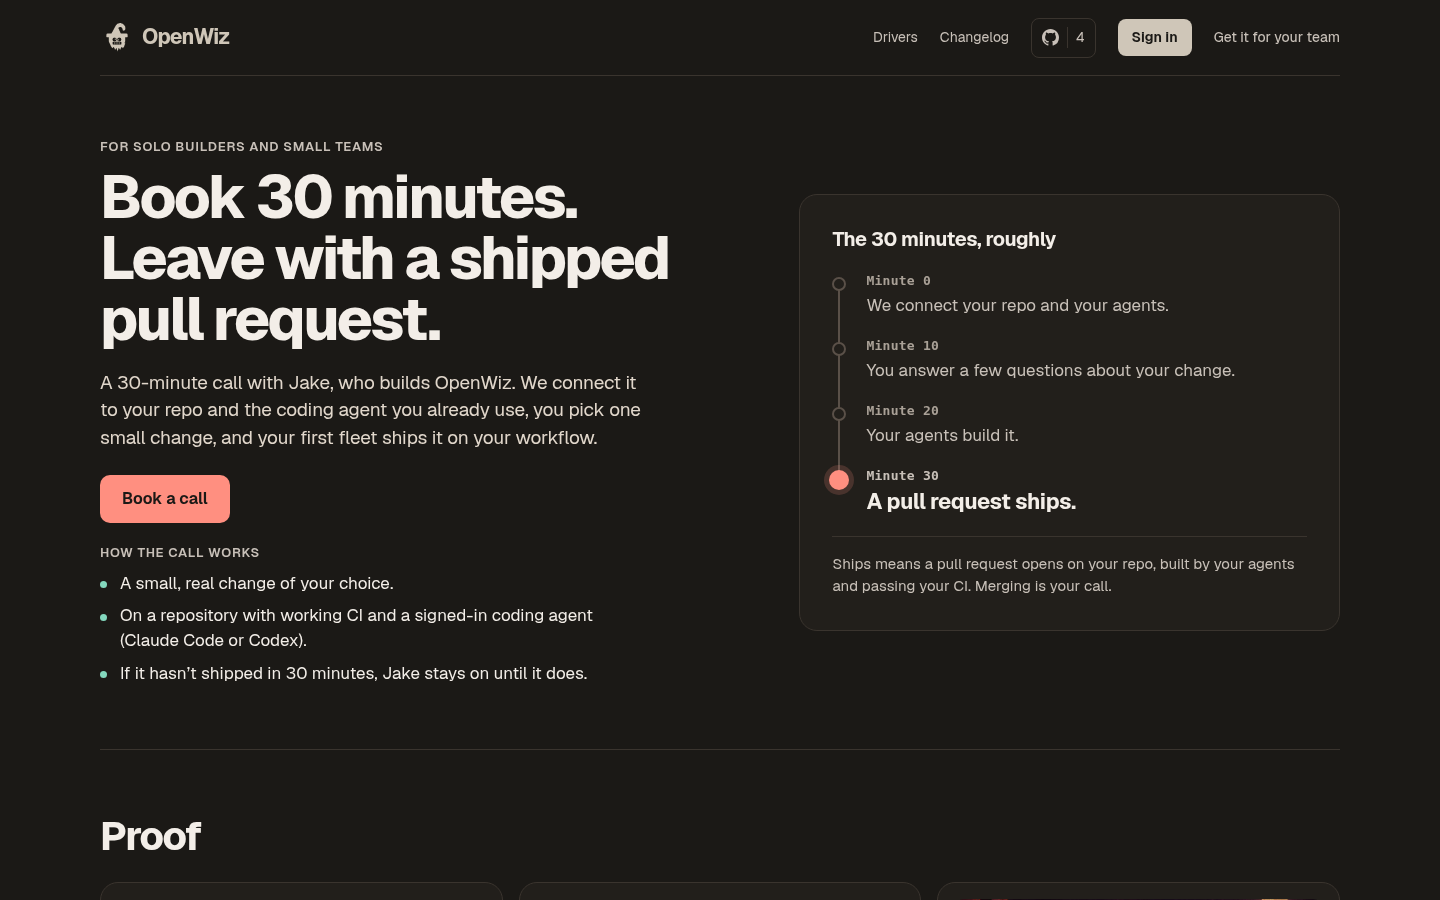 OpenWiz
Drivers
Changelog
4
Sign in
Get it for your team
FOR SOLO BUILDERS AND SMALL TEAMS
Book 30 minutes.
Leave with a shipped
pull request.
A 30-minute call with Jake, who builds OpenWiz. We connect it
to your repo and the coding agent you already use, you pick one
small change, and your first fleet ships it on your workflow.
Book a call
HOW THE CALL WORKS
A small, real change of your choice.
On a repository with working CI and a signed-in coding agent
(Claude Code or Codex).
If it hasn’t shipped in 30 minutes, Jake stays on until it does.
The 30 minutes, roughly
Minute 0
We connect your repo and your agents.
Minute 10
You answer a few questions about your change.
Minute 20
Your agents build it.
Minute 30
A pull request ships.
Ships means a pull request opens on your repo, built by your agents
and passing your CI. Merging is your call.
Proof